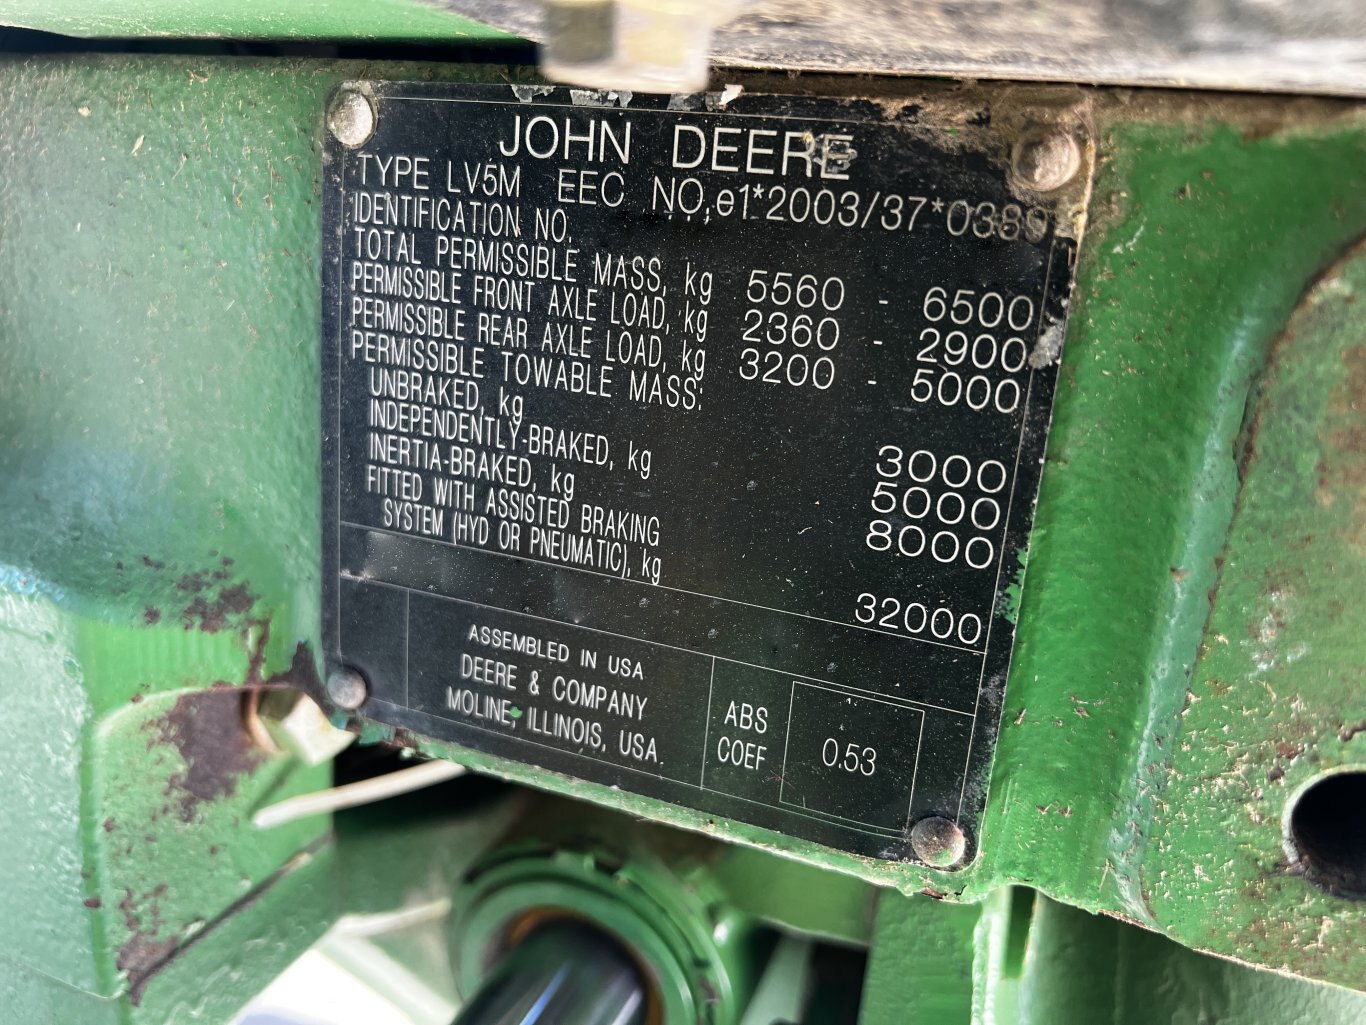 JOHN DEERE
TYPE LV5M EEC NO, e1*2003/37*0389
IDENTIFICATION NO.
TOTAL PERMISSIBLE MASS, kg 5560 - 6500
PERMISSIBLE FRONT AXLE LOAD, kg 2360 - 2900
PERMISSIBLE REAR AXLE LOAD, kg 3200 - 5000
PERMISSIBLE TOWABLE MASS:
UNBRAKED, kg 3000
INDEPENDENTLY-BRAKED, kg 5000
INERTIA-BRAKED, kg 8000
FITTED WITH ASSISTED BRAKING
SYSTEM (HYD OR PNEUMATIC), kg 32000
ASSEMBLED IN USA
DEERE & COMPANY
MOLINE, ILLINOIS, USA
ABS
COEF
0.53